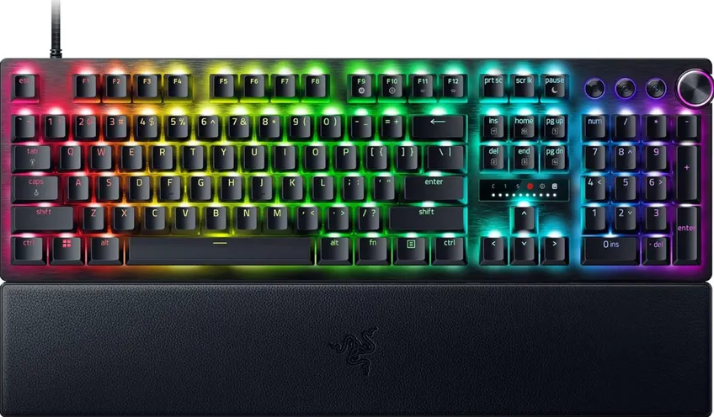 esc F1 F2 F3 F4 F5 F6 F7 F8 F9 F10 F11 F12 prt sc scr lk pause
` 1 2 @ 3 # 4 $ 5 % 6 ^ 7 & 8 * 9 ( 0 ) - _ = + ← ins home pg up num / * -
tab Q W E R T Y U I O P [ { ] } \ | del end pg dn 7 8 ^ 9 +
caps A S D F G H J K L ; : ' " enter 4 < 5 6 >
shift Z X C V B N M , < . > / ? shift ^ 1 2 v 3 enter
ctrl alt alt fn ctrl < v > 0 ins . del